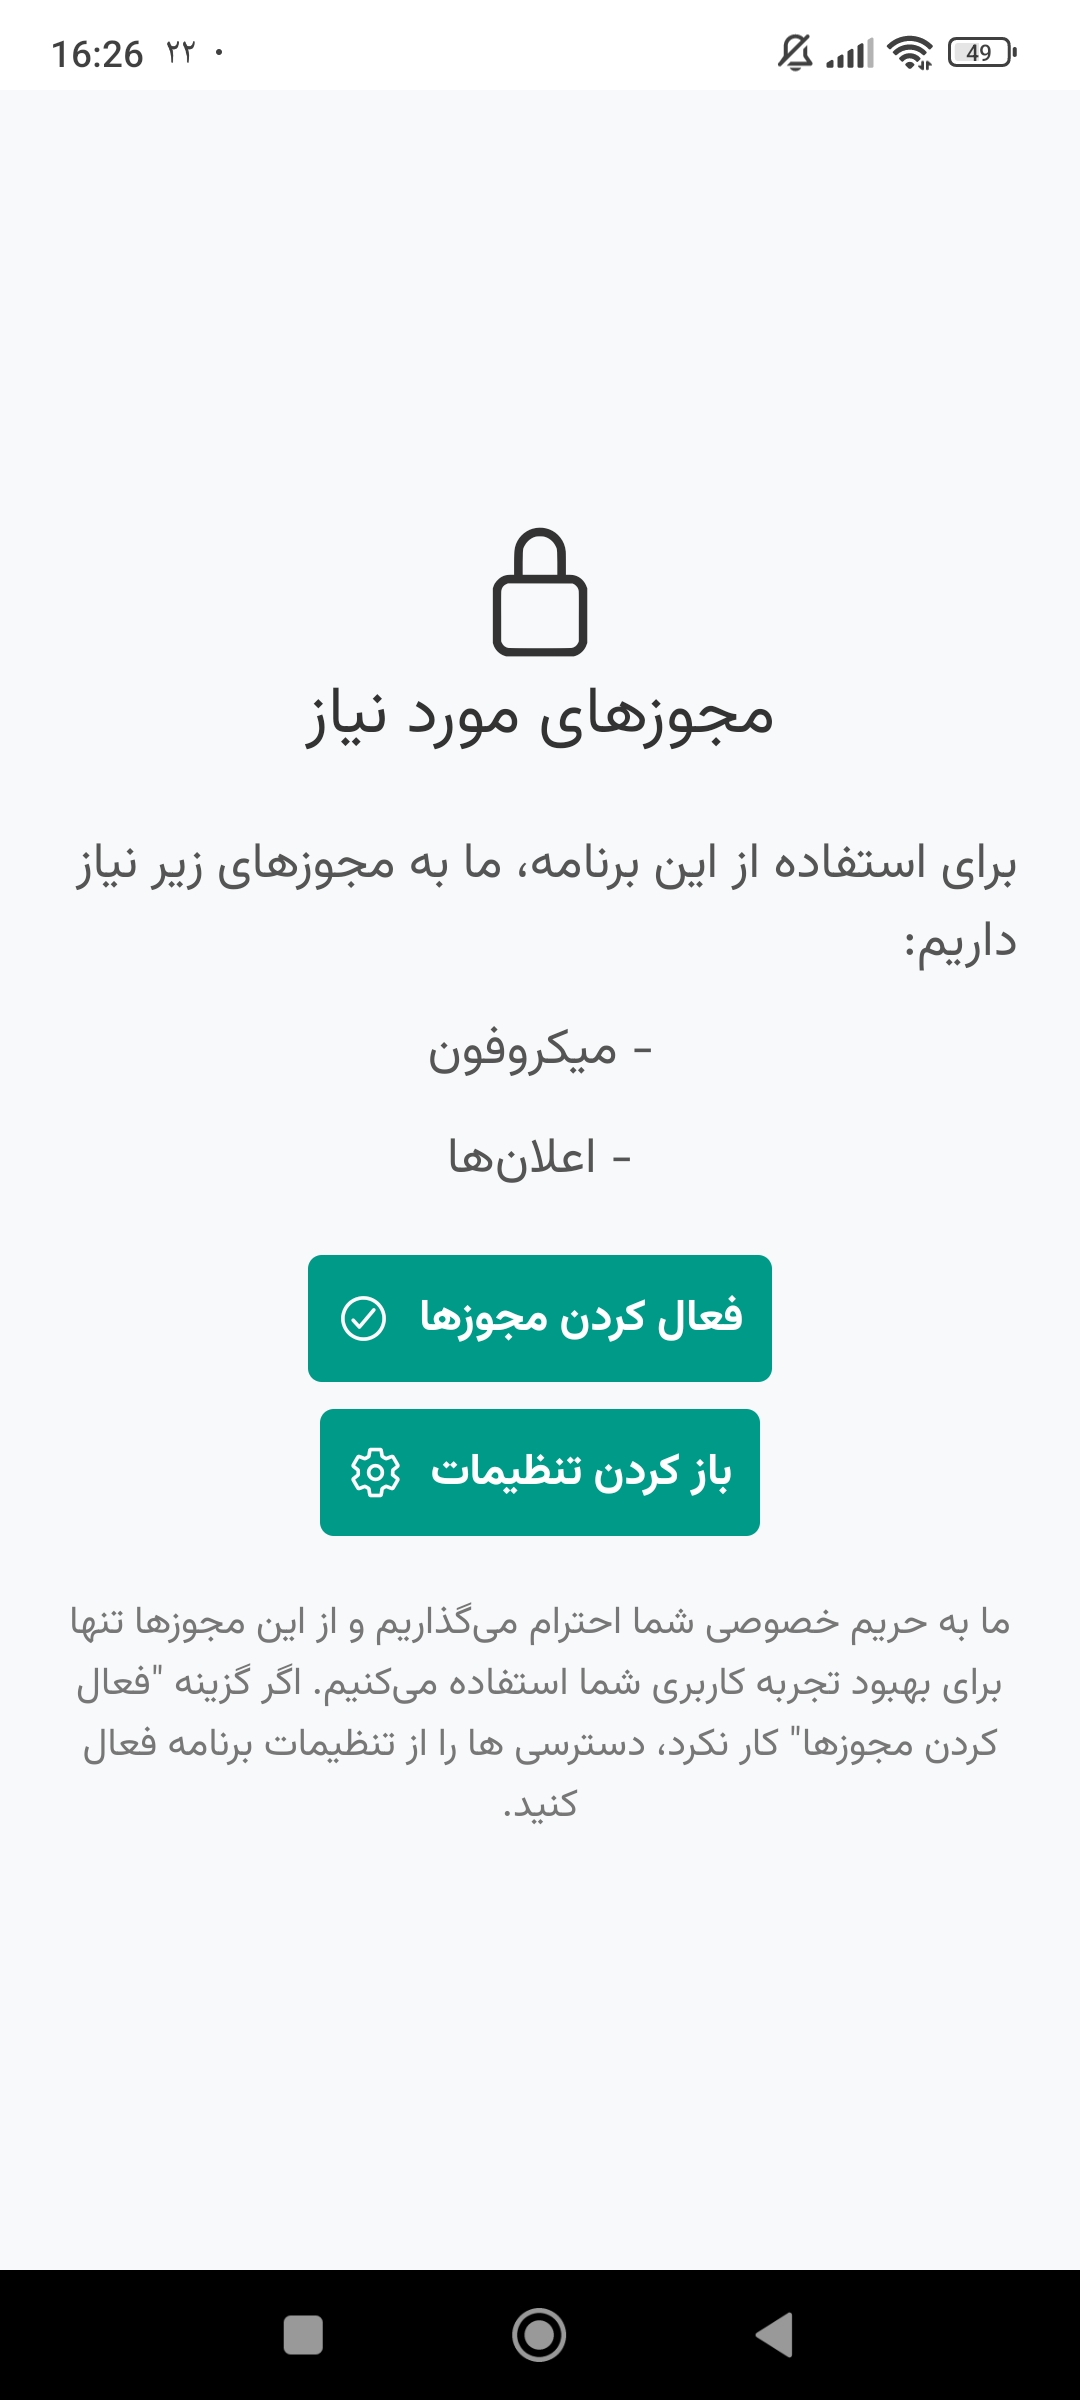 16:26 ۲۲ •
49
مجوزهای مورد نیاز
برای استفاده از این برنامه، ما به مجوزهای زیر نیاز
داریم:
- میکروفون
- اعلان‌ها
فعال کردن مجوزها
باز کردن تنظیمات
ما به حریم خصوصی شما احترام می‌گذاریم و از این مجوزها تنها
برای بهبود تجربه کاربری شما استفاده می‌کنیم. اگر گزینه "فعال
کردن مجوزها" کار نکرد، دسترسی ها را از تنظیمات برنامه فعال
کنید.